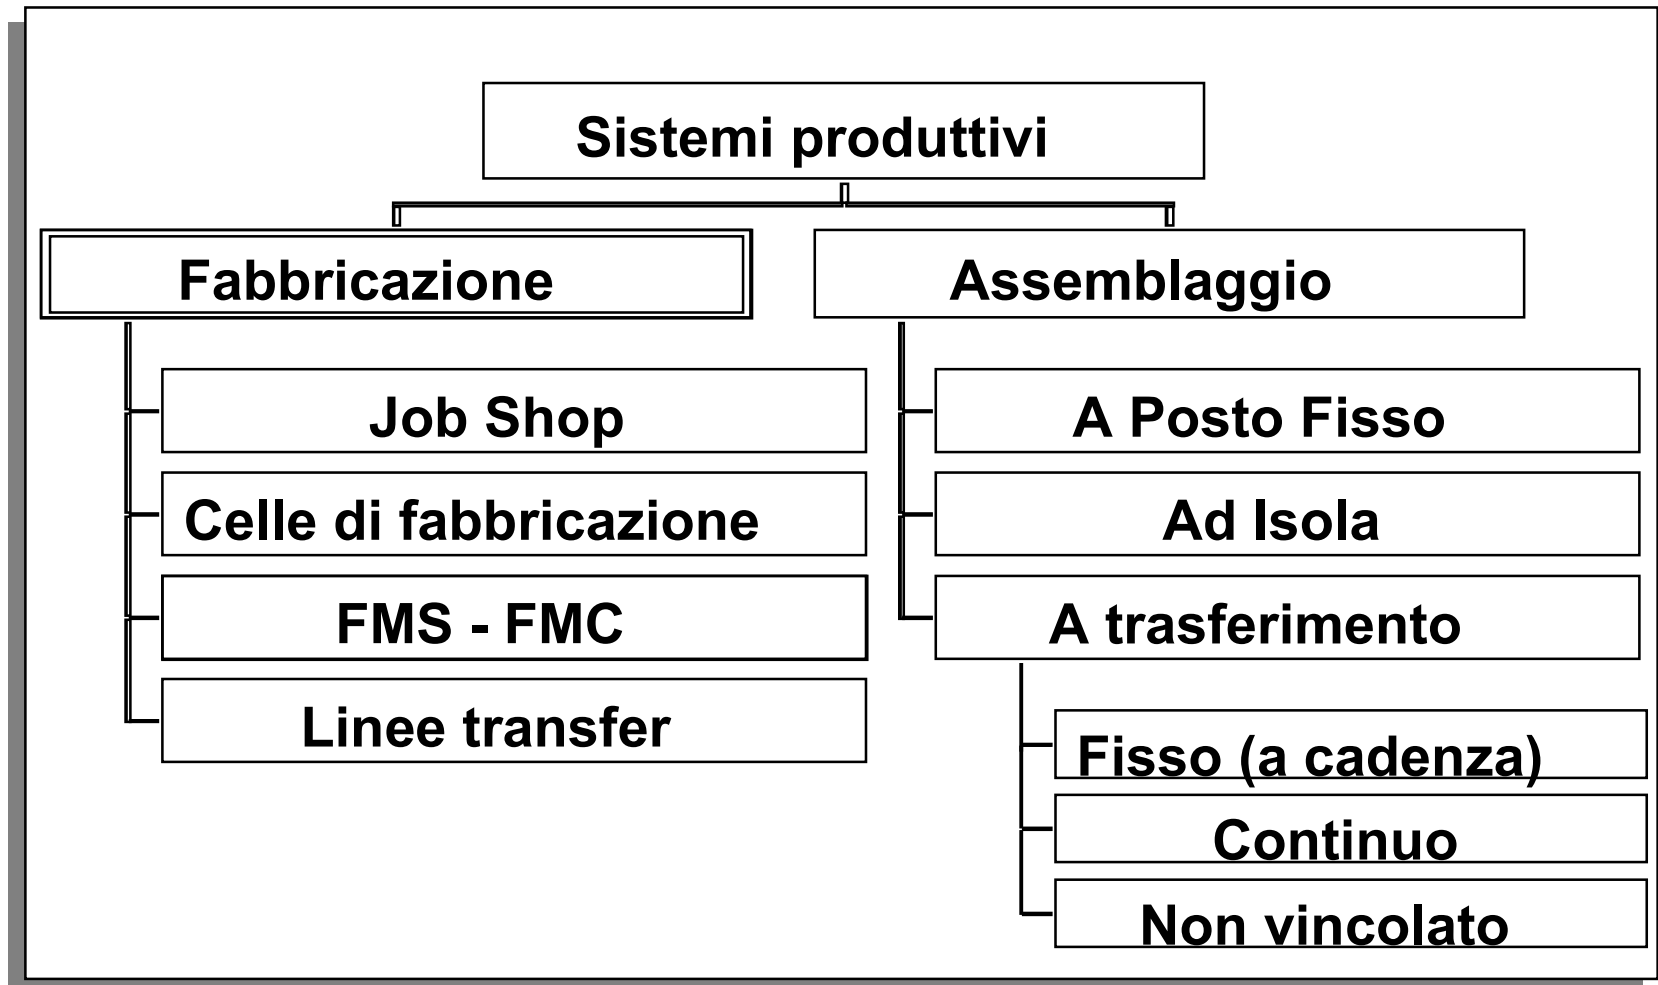 Sistemi produttivi
Fabbricazione
Job Shop
Celle di fabbricazione
FMS - FMC
Linee transfer
Assemblaggio
A Posto Fisso
Ad Isola
A trasferimento
Fisso (a cadenza)
Continuo
Non vincolato